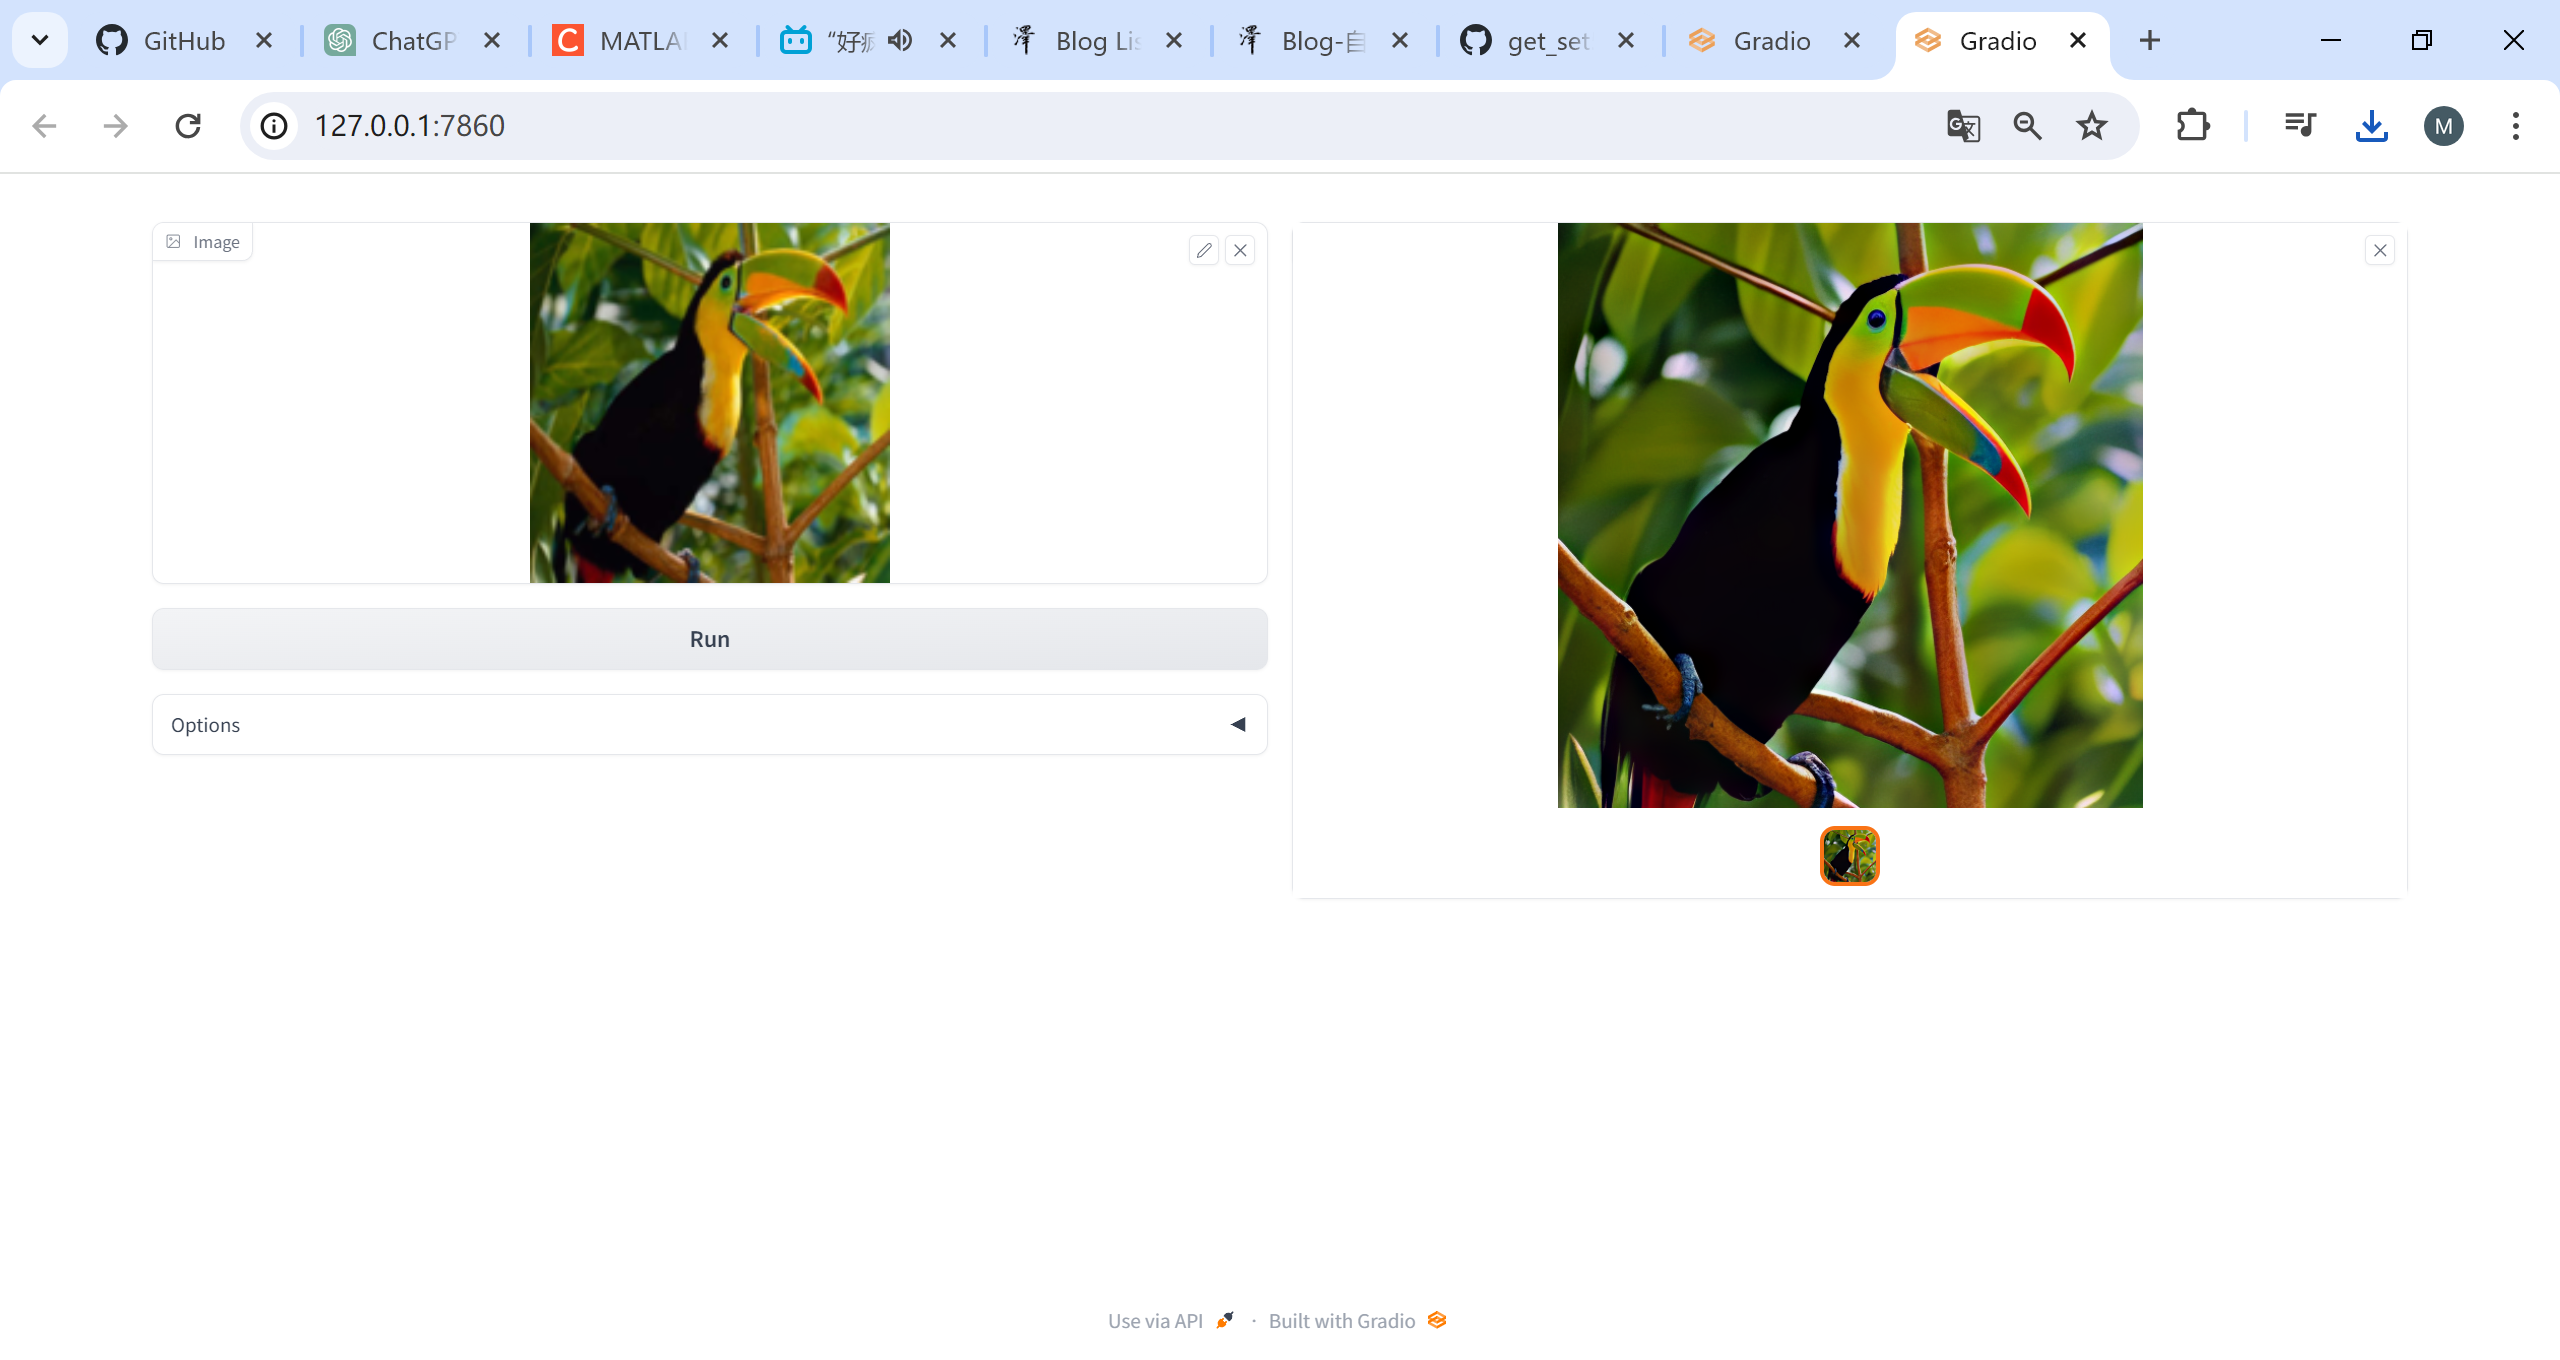 GitHub
ChatGP
MATLA
“好
Blog Lis
Blog-自
get_set
Gradio
Gradio
127.0.0.1:7860
M
Image
Run
Options
Use via API · Built with Gradio